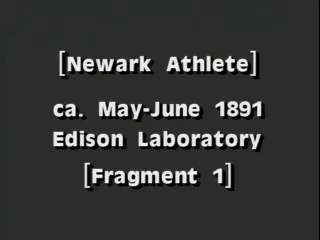 [Newark Athlete]
ca. May-June 1891
Edison Laboratory
[Fragment 1]